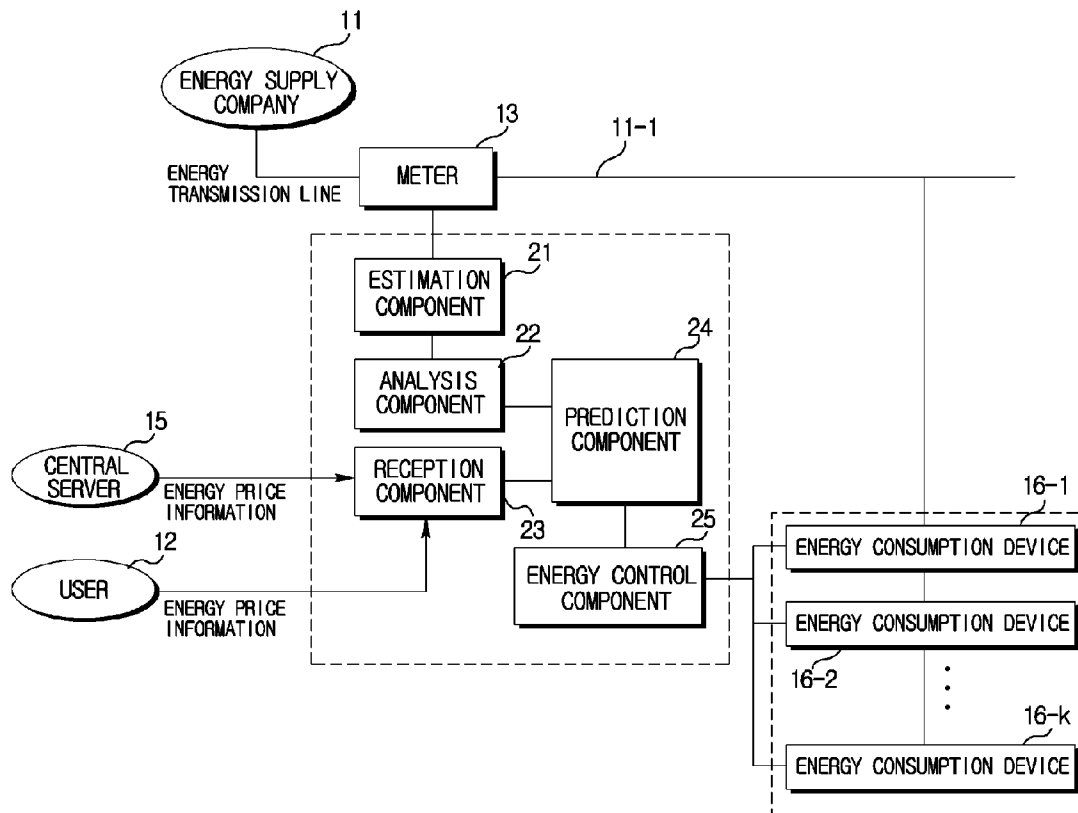 11
ENERGY SUPPLY
COMPANY
13
11-1
METER
ENERGY
TRANSMISSION LINE
21
ESTIMATION
COMPONENT
22
24
ANALYSIS
COMPONENT
PREDICTION
COMPONENT
15
CENTRAL
SERVER
RECEPTION
COMPONENT
ENERGY PRICE
INFORMATION
23
25
16-1
12
ENERGY CONTROL
COMPONENT
ENERGY CONSUMPTION DEVICE
USER
ENERGY PRICE
INFORMATION
ENERGY CONSUMPTION DEVICE
16-2
16-k
ENERGY CONSUMPTION DEVICE